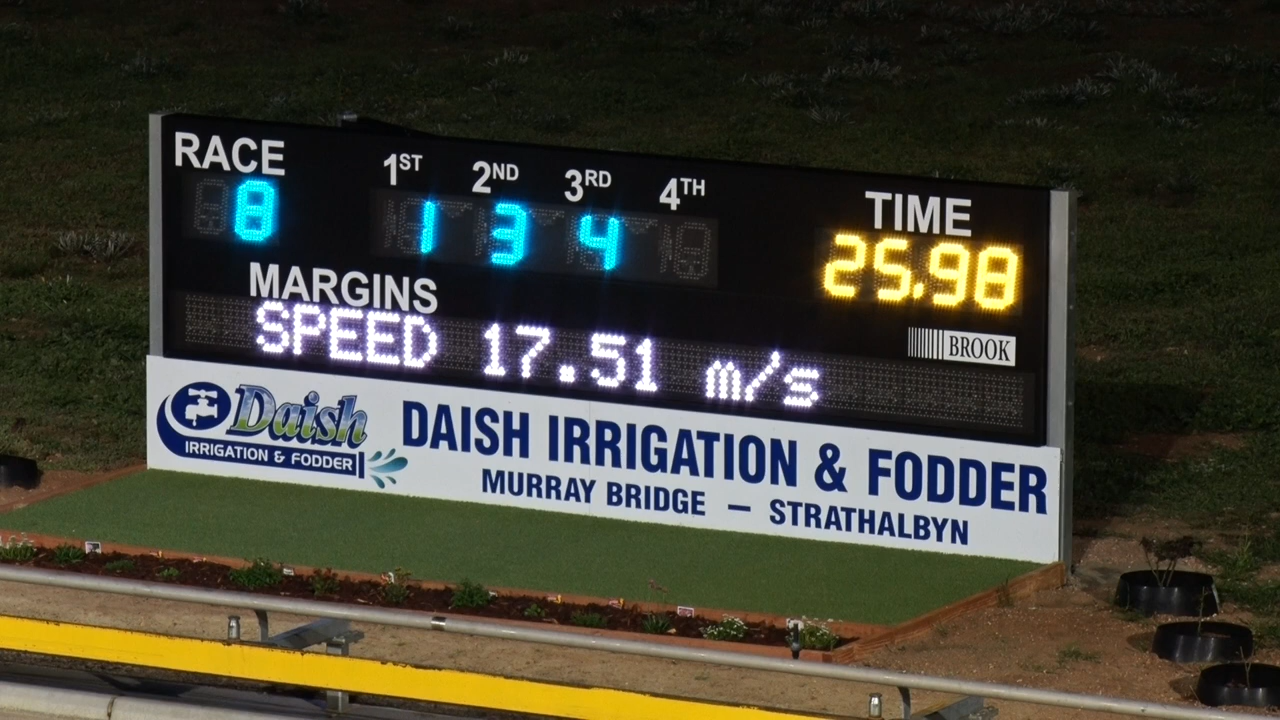 RACE 1ST 2ND 3RD 4TH TIME
8 1 3 4 25.98
MARGINS
BROOK
SPEED 17.51 m/s
Daish
IRRIGATION & FODDER
DAISH IRRIGATION & FODDER
MURRAY BRIDGE – STRATHALBYN